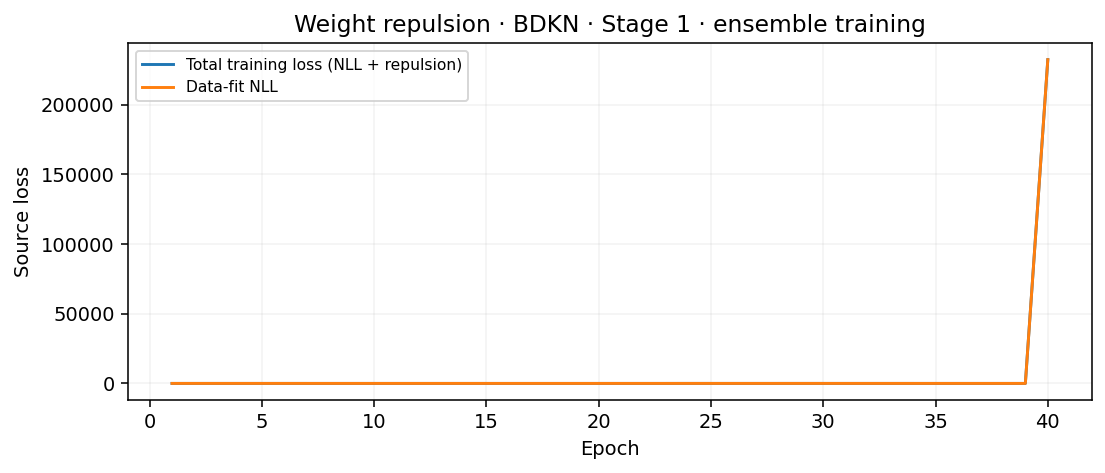 Weight repulsion · BDKN · Stage 1 · ensemble training
Total training loss (NLL + repulsion)
Data-fit NLL
Source loss
200000
150000
100000
50000
0
0 5 10 15 20 25 30 35 40
Epoch